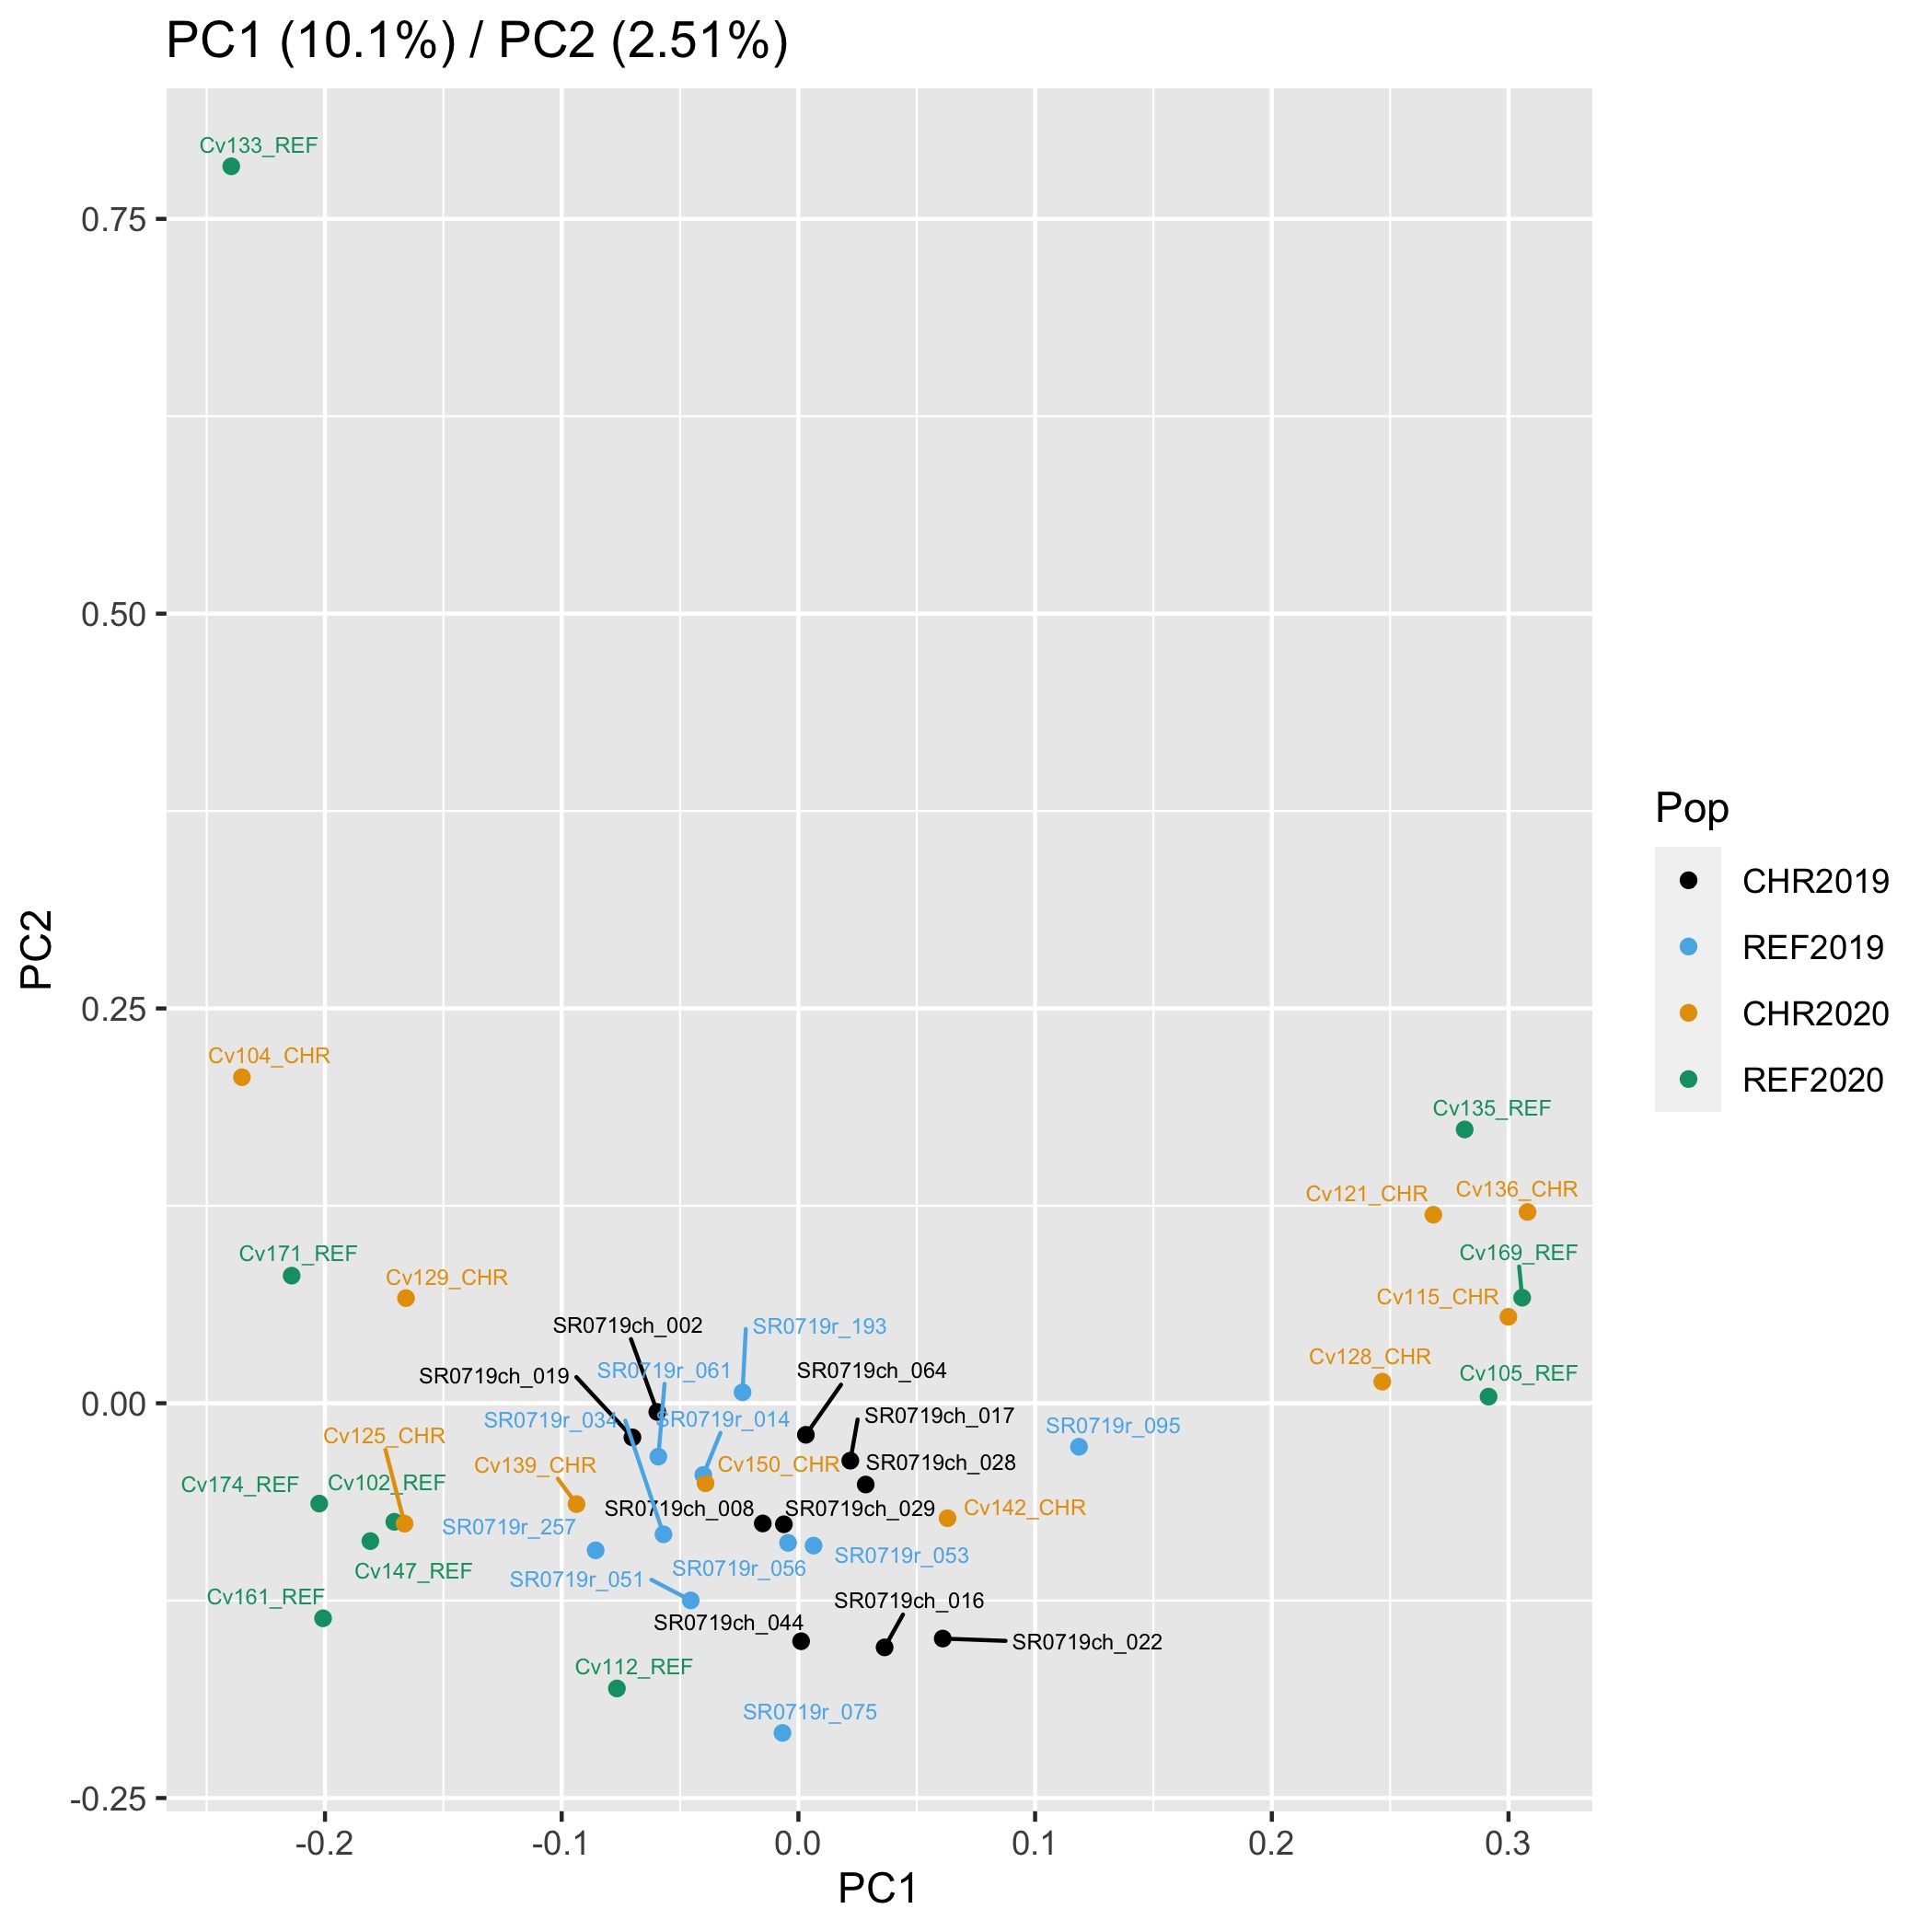 PC1 (10.1%) / PC2 (2.51%)
Cv133_REF
0.75
0.50
PC2
0.25
Cv104_CHR
Cv135_REF
Cv121_CHR
Cv136_CHR
Cv171_REF
Cv129_CHR
Cv169_REF
Cv115_CHR
SR0719ch_002
SR0719r_193
SR0719ch_019
SR0719r_061
SR0719ch_064
Cv128_CHR
Cv105_REF
0.00
SR0719r_034
SR0719r_014
SR0719ch_017
SR0719r_095
Cv125_CHR
Cv139_CHR
Cv150_CHR
SR0719ch_028
Cv174_REF
Cv102_REF
SR0719ch_008
SR0719ch_029
Cv142_CHR
SR0719r_257
SR0719r_053
Cv147_REF
SR0719r_056
SR0719r_051
Cv161_REF
SR0719ch_016
SR0719ch_044
SR0719ch_022
Cv112_REF
SR0719r_075
-0.25
-0.2
-0.1
0.0
0.1
0.2
0.3
PC1
Pop
CHR2019
REF2019
CHR2020
REF2020